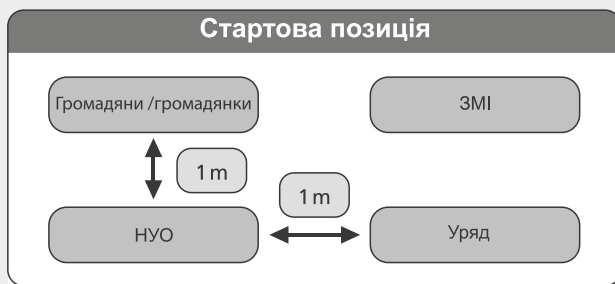 Стартова позиція
Громадяни /громадянки
ЗМІ
1 m
1 m
НУО
Уряд